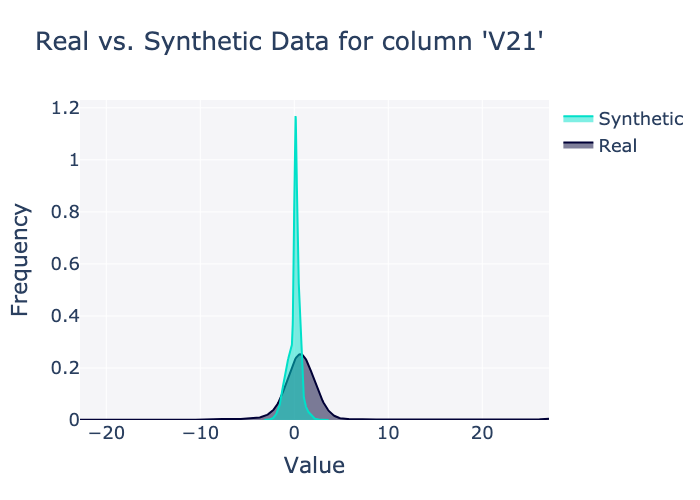 Real vs. Synthetic Data for column 'V21'
Synthetic
Real
1.2
1
0.8
0.6
0.4
0.2
0
Frequency
−20
−10
0
10
20
Value